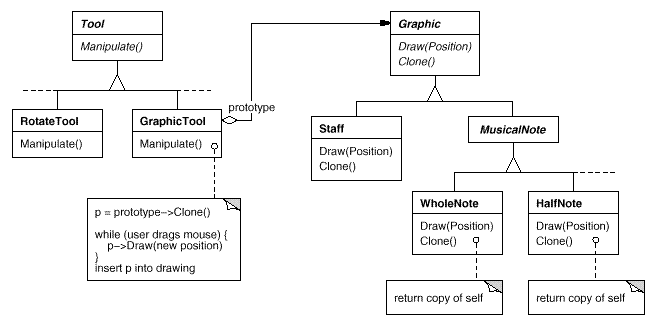 Tool
Manipulate()
Graphic
Draw(Position)
Clone()
prototype
RotateTool
Manipulate()
GraphicTool
Manipulate()
Staff
Draw(Position)
Clone()
MusicalNote
p = prototype–>Clone()
while (user drags mouse) {
p–>Draw(new position)
}
insert p into drawing
WholeNote
Draw(Position)
Clone()
HalfNote
Draw(Position)
Clone()
return copy of self
return copy of self